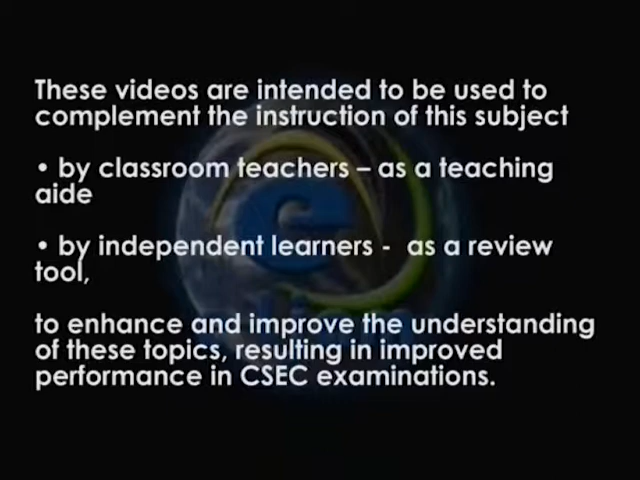 These videos are intended to be used to
complement the instruction of this subject
• by classroom teachers – as a teaching
aide
• by independent learners - as a review
tool,
to enhance and improve the understanding
of these topics, resulting in improved
performance in CSEC examinations.